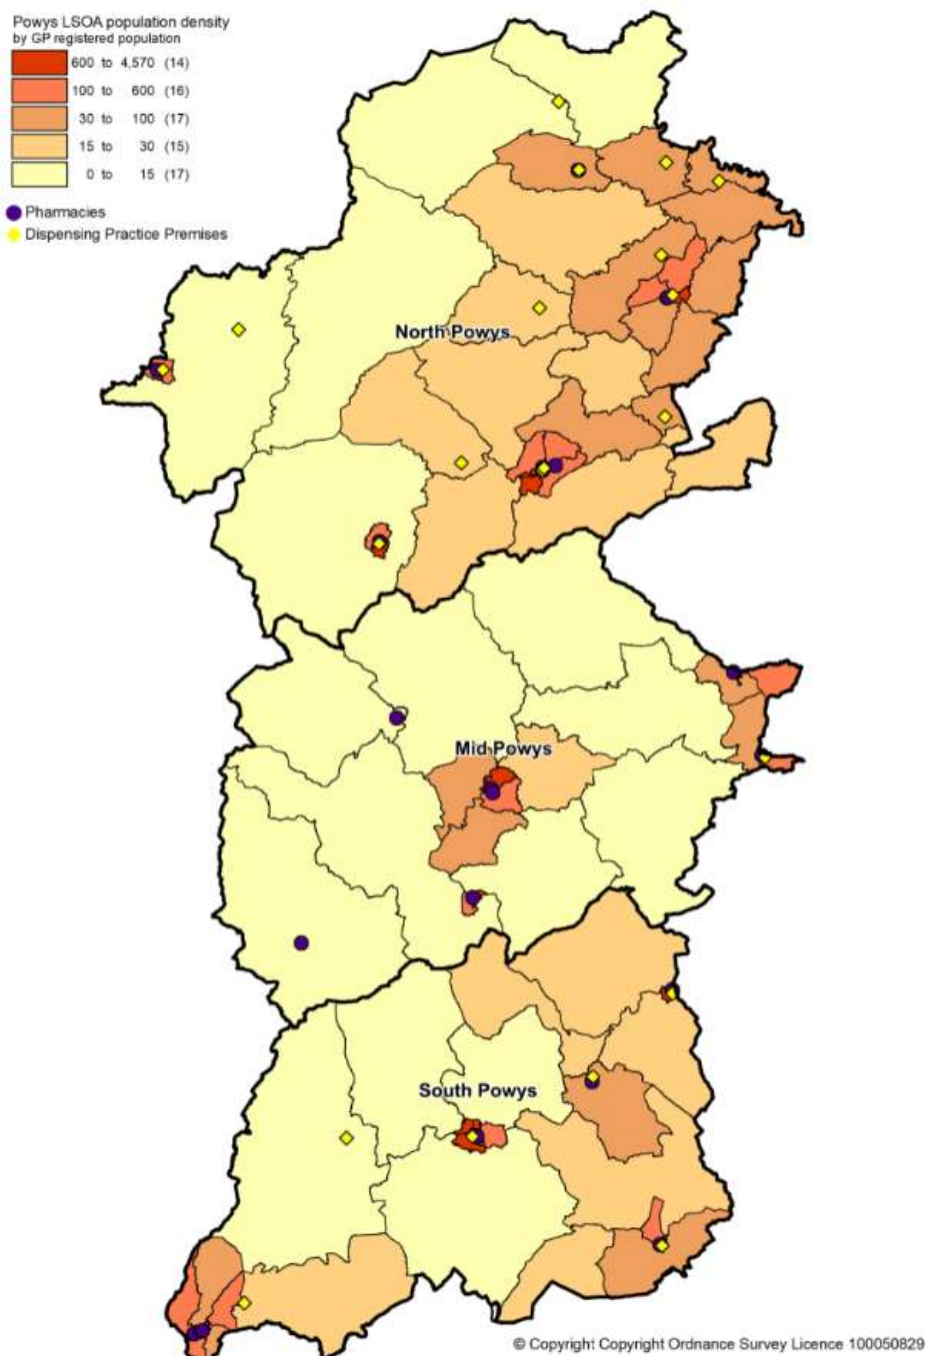 Powys LSOA population density
by GP registered population
600 to 4,570 (14)
100 to 600 (16)
30 to 100 (17)
15 to 30 (15)
0 to 15 (17)
Pharmacies
Dispensing Practice Premises
North Powys
Mid Powys
South Powys
© Copyright Copyright Ordnance Survey Licence 100050829